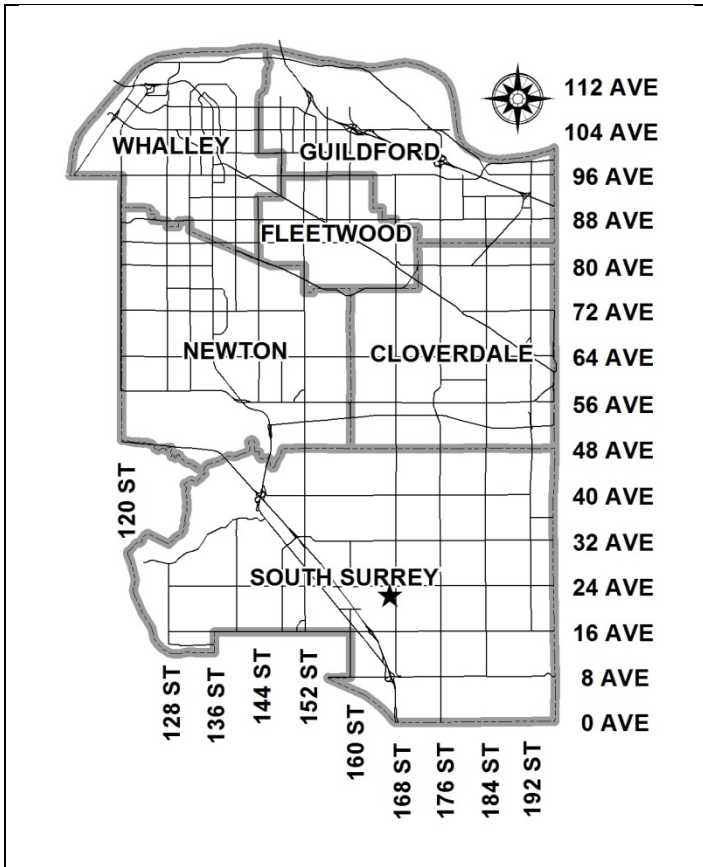 112 AVE
104 AVE
WHALLEY
GUILDFORD
96 AVE
88 AVE
FLEETWOOD
80 AVE
72 AVE
NEWTON
CLOVERDALE
64 AVE
56 AVE
48 AVE
120 ST
40 AVE
32 AVE
SOUTH SURREY
24 AVE
16 AVE
128 ST
136 ST
144 ST
152 ST
160 ST
8 AVE
0 AVE
168 ST
176 ST
184 ST
192 ST